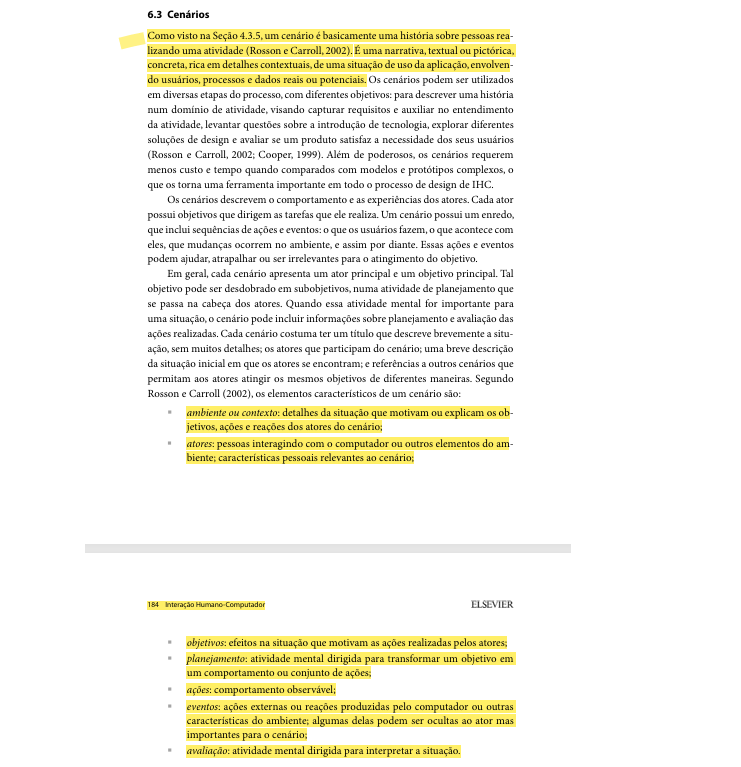 6.3 Cenários
Como visto na Seção 4.3.5, um cenário é basicamente uma história sobre pessoas rea-
lizando uma atividade (Rosson e Carroll, 2002). É uma narrativa, textual ou pictórica,
concreta, rica em detalhes contextuais, de uma situação de uso da aplicação, envolven-
do usuários, processos e dados reais ou potenciais. Os cenários podem ser utilizados
em diversas etapas do processo, com diferentes objetivos: para descrever uma história
num domínio de atividade, visando capturar requisitos e auxiliar no entendimento
da atividade, levantar questões sobre a introdução de tecnologia, explorar diferentes
soluções de design e avaliar se um produto satisfaz a necessidade dos seus usuários
(Rosson e Carroll, 2002; Cooper, 1999). Além de poderosos, os cenários requerem
menos custo e tempo quando comparados com modelos e protótipos complexos, o
que os torna uma ferramenta importante em todo o processo de design de IHC.
Os cenários descrevem o comportamento e as experiências dos atores. Cada ator
possui objetivos que dirigem as tarefas que ele realiza. Um cenário possui um enredo,
que inclui sequências de ações e eventos: o que os usuários fazem, o que acontece com
eles, que mudanças ocorrem no ambiente, e assim por diante. Essas ações e eventos
podem ajudar, atrapalhar ou ser irrelevantes para o atingimento do objetivo.
Em geral, cada cenário apresenta um ator principal e um objetivo principal. Tal
objetivo pode ser desdobrado em subobjetivos, numa atividade de planejamento que
se passa na cabeça dos atores. Quando essa atividade mental for importante para
uma situação, o cenário pode incluir informações sobre planejamento e avaliação das
ações realizadas. Cada cenário costuma ter um título que descreve brevemente a situ-
ação, sem muitos detalhes; os atores que participam do cenário; uma breve descrição
da situação inicial em que os atores se encontram; e referências a outros cenários que
permitam aos atores atingir os mesmos objetivos de diferentes maneiras. Segundo
Rosson e Carroll (2002), os elementos característicos de um cenário são:
ambiente ou contexto: detalhes da situação que motivam ou explicam os ob-
jetivos, ações e reações dos atores do cenário;
atores: pessoas interagindo com o computador ou outros elementos do am-
biente; características pessoais relevantes ao cenário;
184 Interação Humano-Computador ELSEVIER
objetivos: efeitos na situação que motivam as ações realizadas pelos atores;
planejamento: atividade mental dirigida para transformar um objetivo em
um comportamento ou conjunto de ações;
ações: comportamento observável;
eventos: ações externas ou reações produzidas pelo computador ou outras
características do ambiente; algumas delas podem ser ocultas ao ator mas
importantes para o cenário;
avaliação: atividade mental dirigida para interpretar a situação.